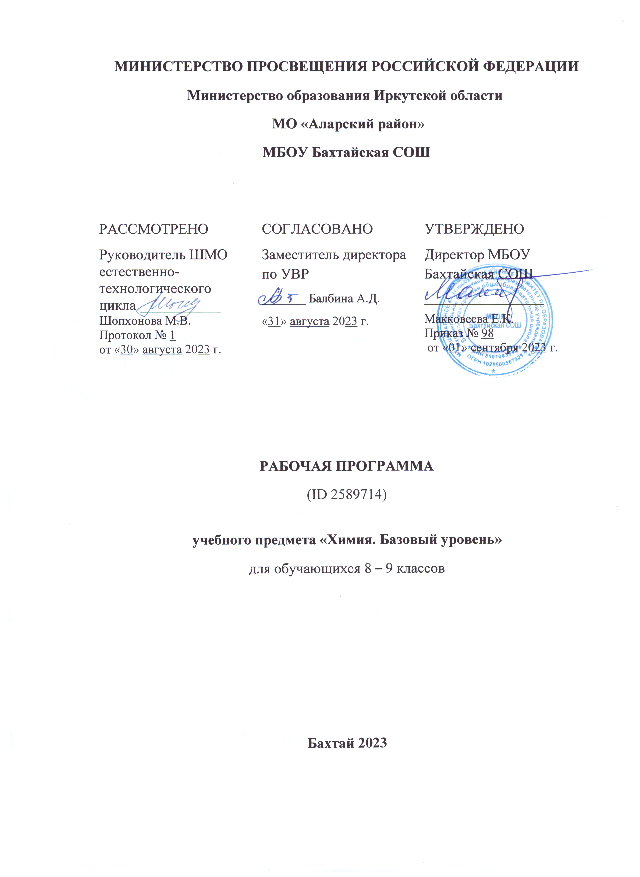 МИНИСТЕРСТВО ПРОСВЕЩЕНИЯ РОССИЙСКОЙ ФЕДЕРАЦИИ
Министерство образования Иркутской области
МО «Аларский район»
МБОУ Бахтайская СОШ
РАССМОТРЕНО
Руководитель ШМО
естественно-
технологического
цикла
Шопхонова М.В.
Протокол № 1
от «30» августа 2023 г.
СОГЛАСОВАНО
Заместитель директора
по УВР
Балбина А.Д.
«31» августа 2023 г.
УТВЕРЖДЕНО
Директор МБОУ
Бахтайская СОШ
Макковеева Е.К.
Приказ № 98
от «01» сентября 2023 г.
РАБОЧАЯ ПРОГРАММА
(ID 2589714)
учебного предмета «Химия. Базовый уровень»
для обучающихся 8 – 9 классов
Бахтай 2023